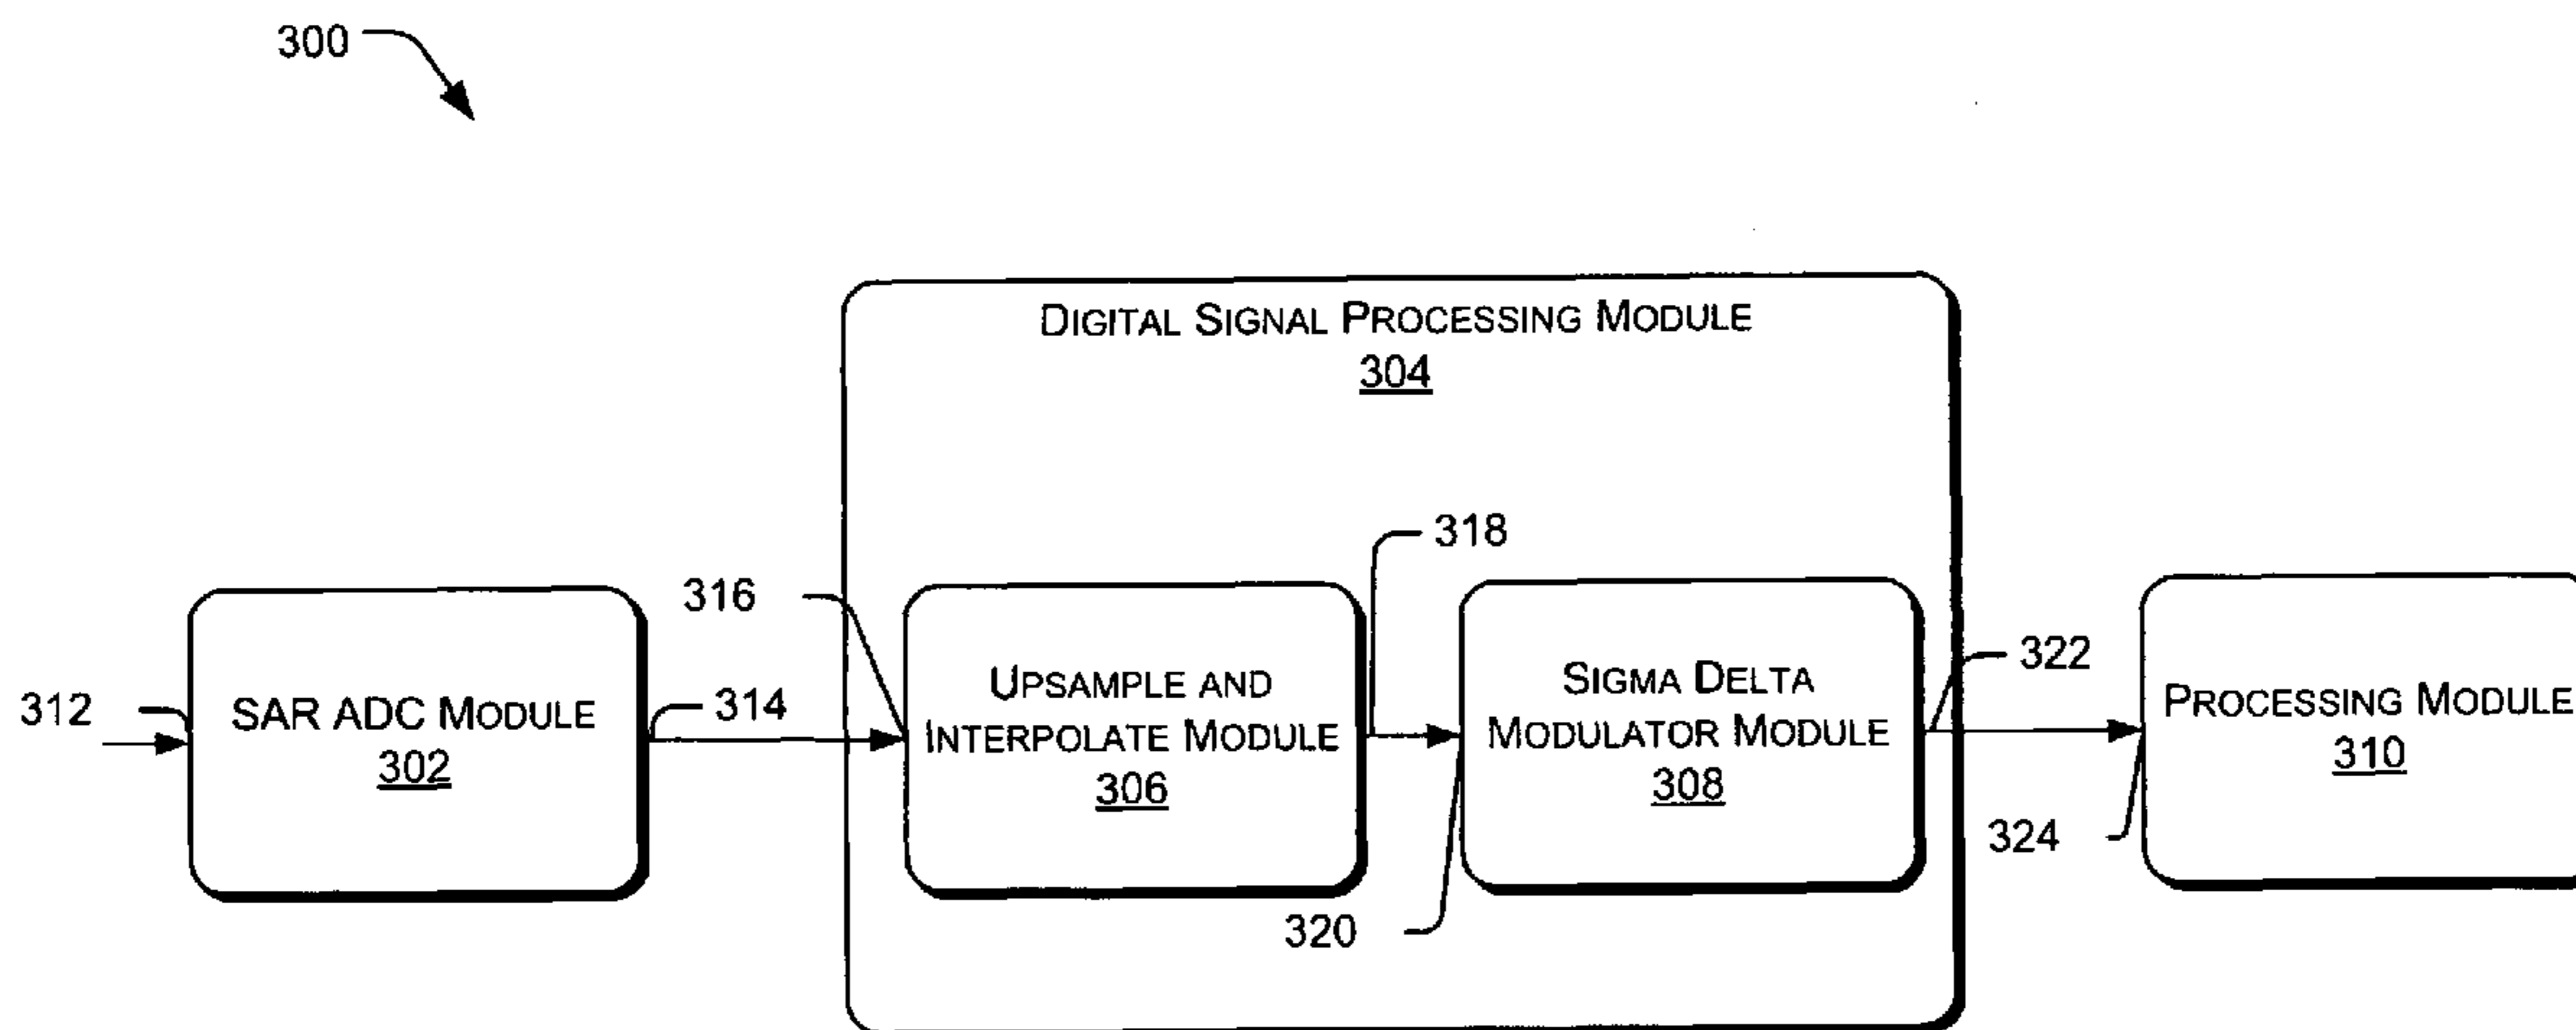 300
DIGITAL SIGNAL PROCESSING MODULE
304
318
316
322
312
SAR ADC MODULE
302
314
UPSAMPLE AND
INTERPOLATE MODULE
306
SIGMA DELTA
MODULATOR MODULE
308
PROCESSING MODULE
310
324
320